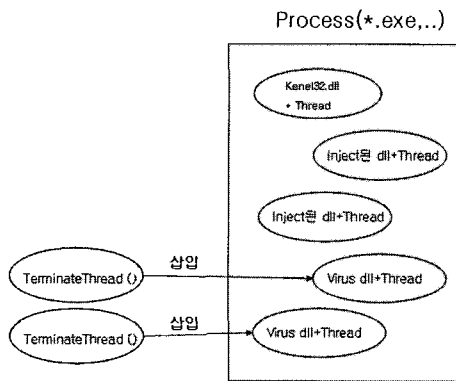 Process(*.exe,..)
Kenel32.dll
+ Thread
Inject된 dll+Thread
Inject된 dll+Thread
삽입
TerminateThread ()
Virus dll+Thread
삽입
TerminateThread ()
Virus dll+Thread